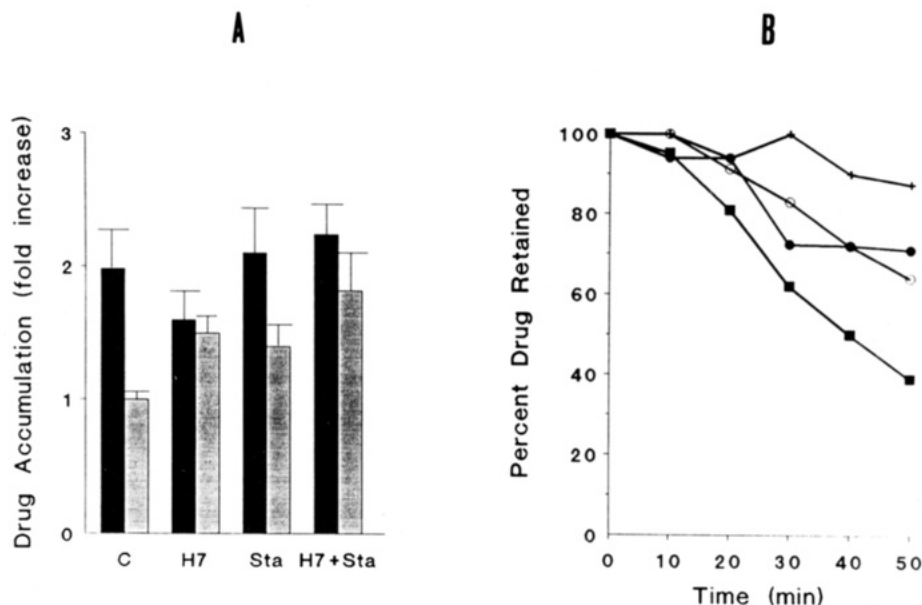 A
Drug Accumulation (fold increase)
3
2
1
0
C H7 Sta H7+Sta
B
Percent Drug Retained
100
80
60
40
20
0
0 10 20 30 40 50
Time (min)